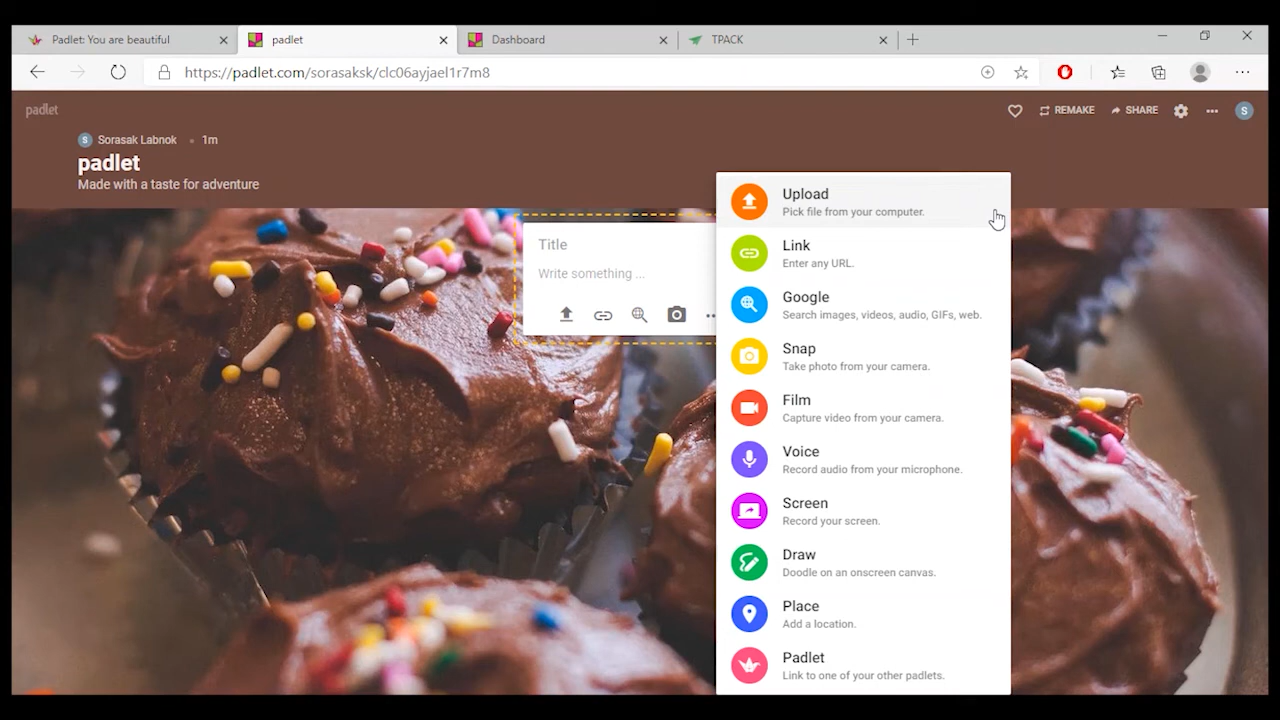 Padlet: You are beautiful
padlet
Dashboard
TPACK
https://padlet.com/sorasaksk/clc06ayjael1r7m8
padlet
REMAKE
SHARE
S
S Sorasak Labnok • 1m
padlet
Made with a taste for adventure
Title
Write something ...
Upload
Pick file from your computer.
Link
Enter any URL.
Google
Search images, videos, audio, GIFs, web.
Snap
Take photo from your camera.
Film
Capture video from your camera.
Voice
Record audio from your microphone.
Screen
Record your screen.
Draw
Doodle on an onscreen canvas.
Place
Add a location.
Padlet
Link to one of your other padlets.